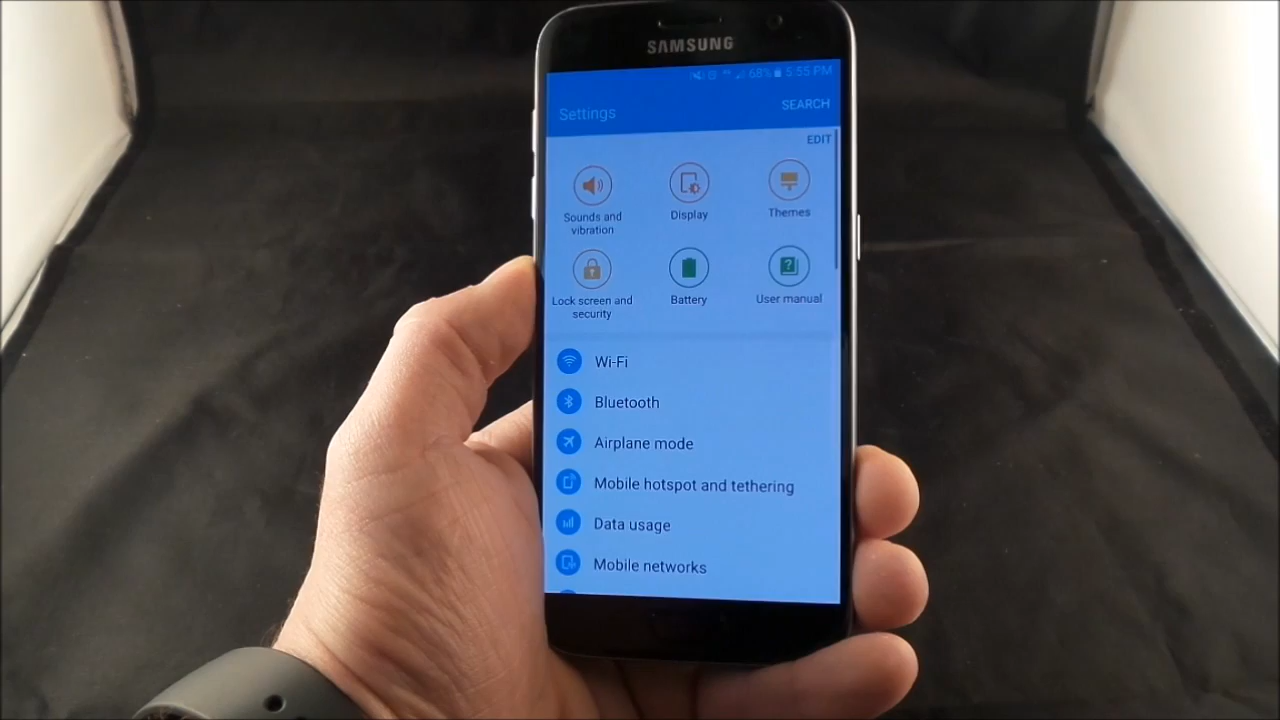 SAMSUNG
68% 5:55 PM
Settings
SEARCH
EDIT
Sounds and
vibration
Display
Themes
Lock screen and
security
Battery
User manual
Wi-Fi
Bluetooth
Airplane mode
Mobile hotspot and tethering
Data usage
Mobile networks